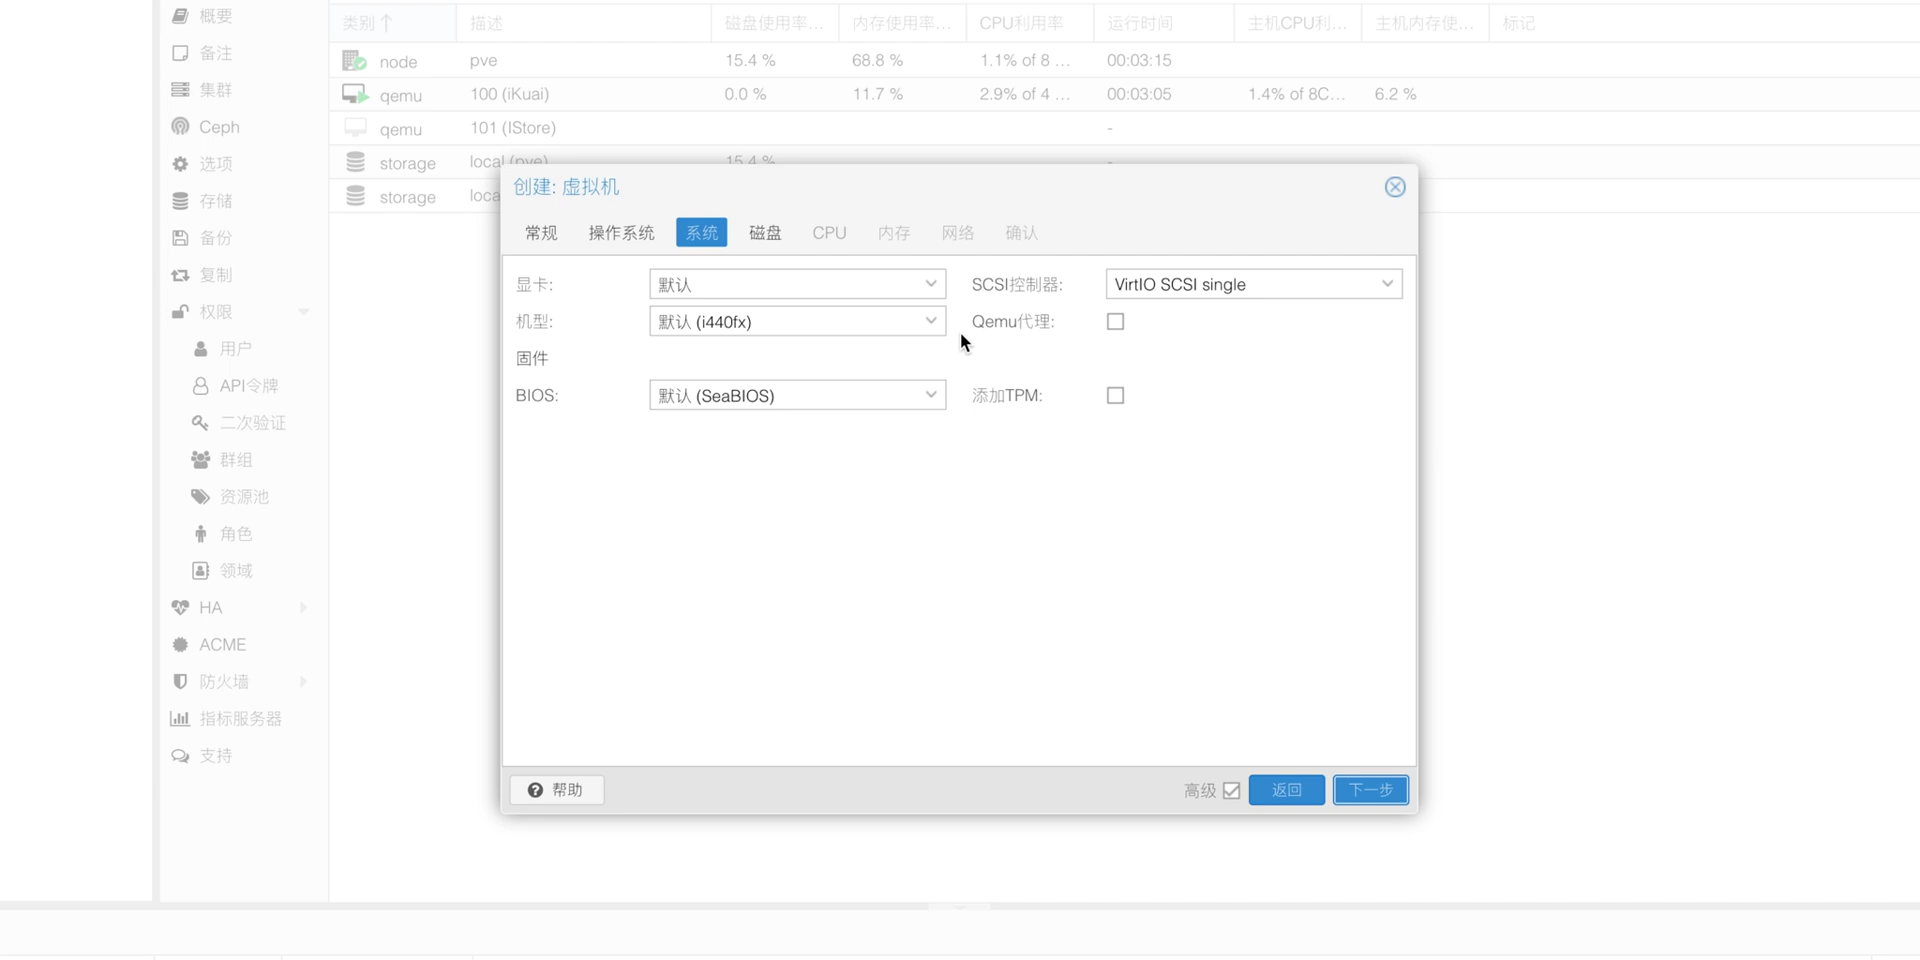 概要
备注
集群
Ceph
选项
存储
备份
复制
权限
用户
API令牌
二次验证
群组
资源池
角色
领域
HA
ACME
防火墙
指标服务器
支持
类别 描述 磁盘使用率... 内存使用率... CPU利用率 运行时间 主机CPU利... 主机内存使... 标记
node pve 15.4 % 68.8 % 1.1% of 8 ... 00:03:15
qemu 100 (iKuai) 0.0 % 11.7 % 2.9% of 4 ... 00:03:05 1.4% of 8C... 6.2 %
qemu 101 (IStore) -
storage local (pve) 15.4 % -
storage loca
创建: 虚拟机
常规 操作系统 系统 磁盘 CPU 内存 网络 确认
显卡: 默认 SCSI控制器: VirtIO SCSI single
机型: 默认 (i440fx) Qemu代理:
固件
BIOS: 默认 (SeaBIOS) 添加TPM:
帮助 高级 返回 下一步